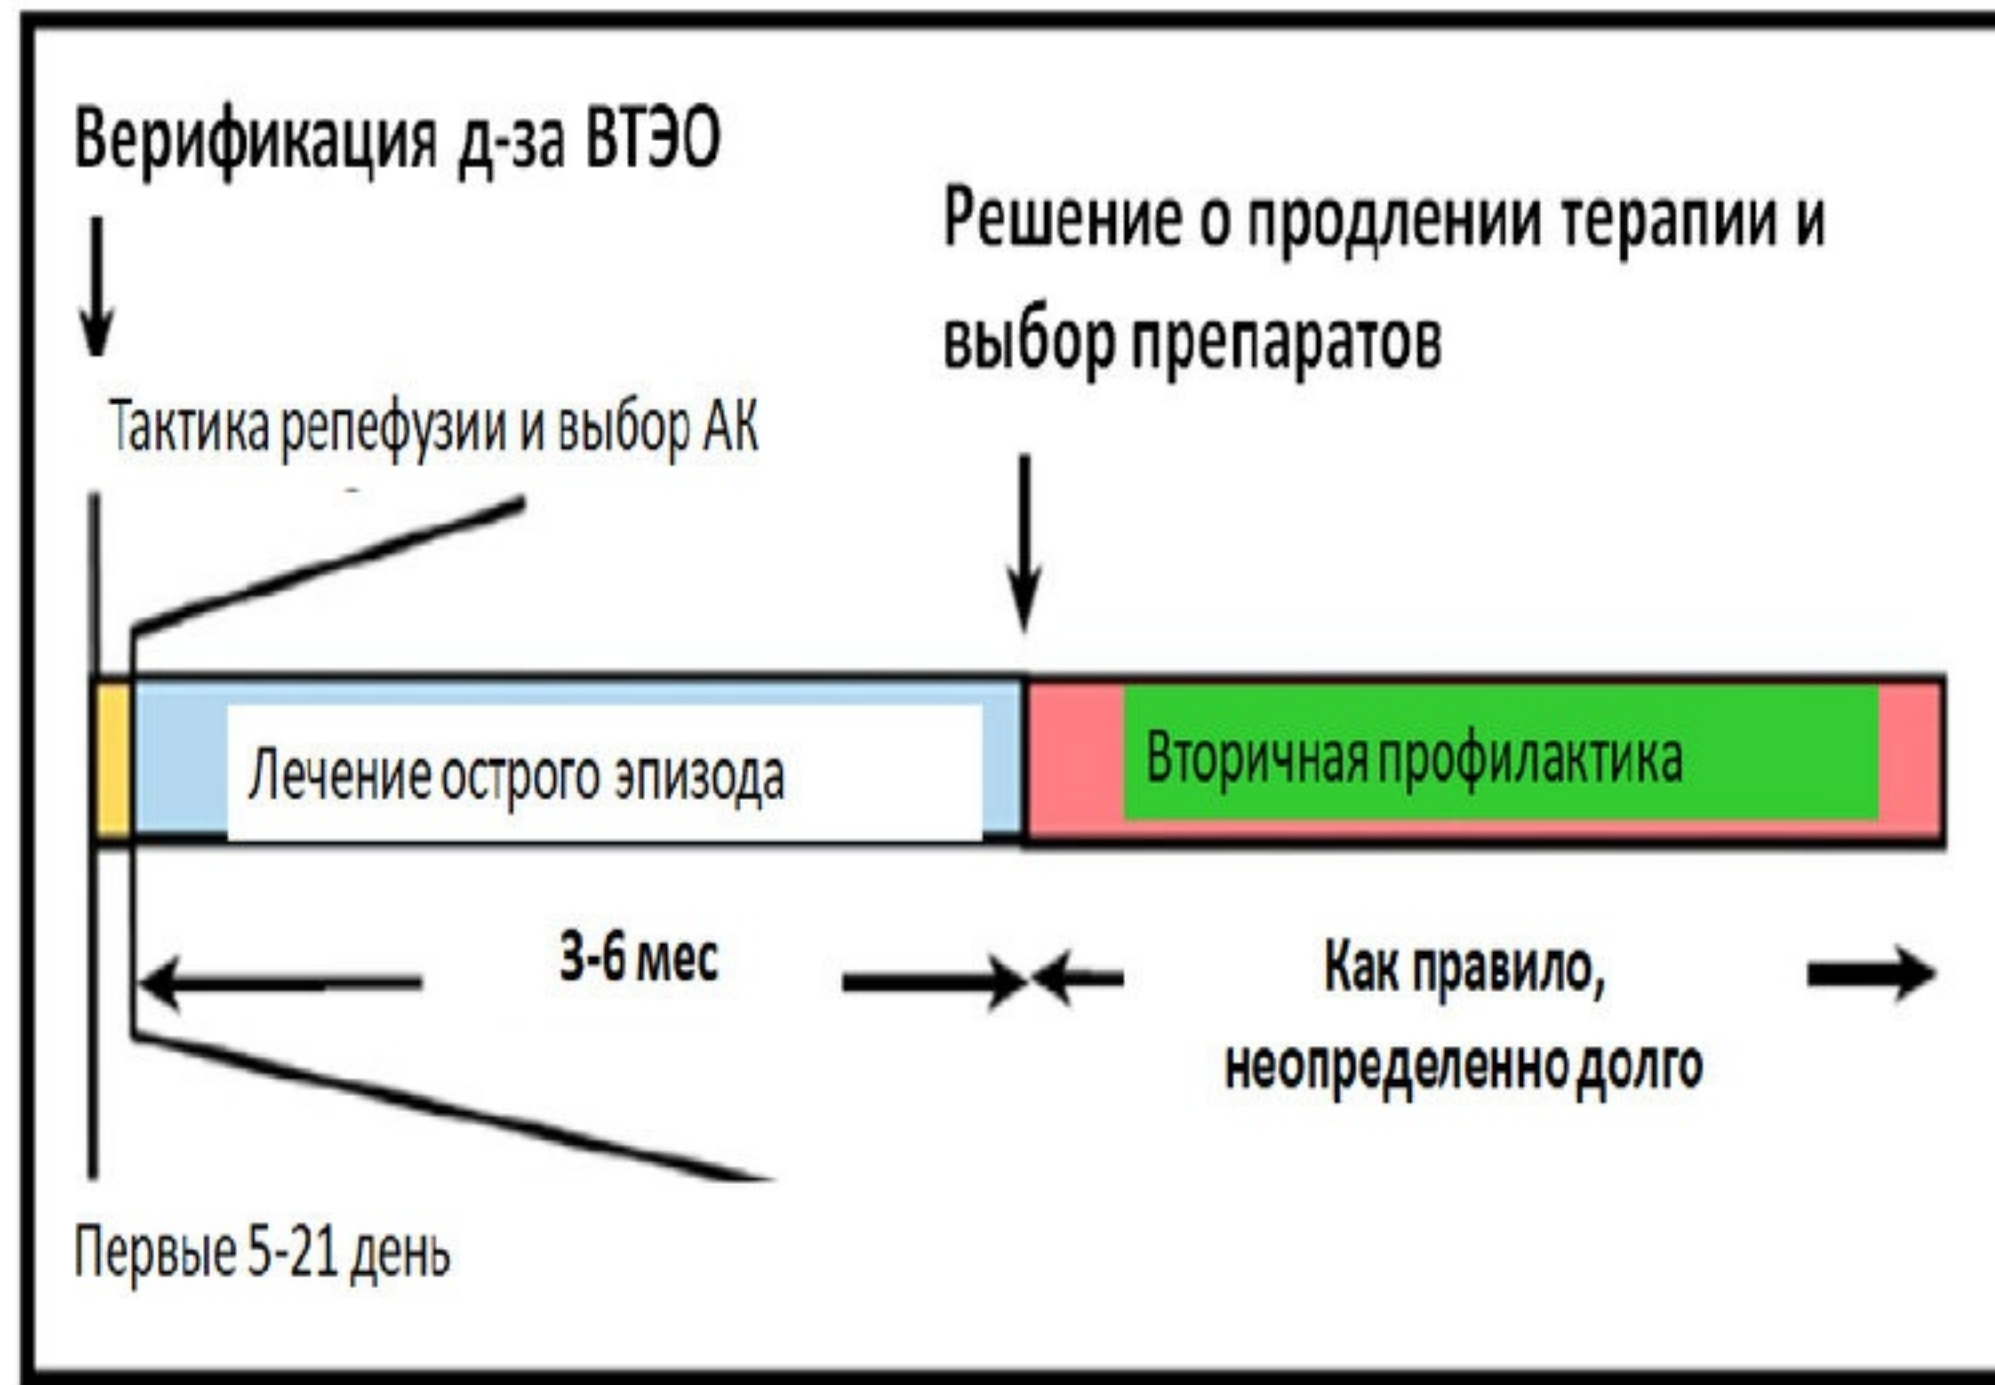 Верификация д-за ВТЭО
Решение о продлении терапии и
выбор препаратов
Тактика репефузии и выбор АК
Лечение острого эпизода
Вторичная профилактика
3-6 мес
Как правило,
неопределенно долго
Первые 5-21 день